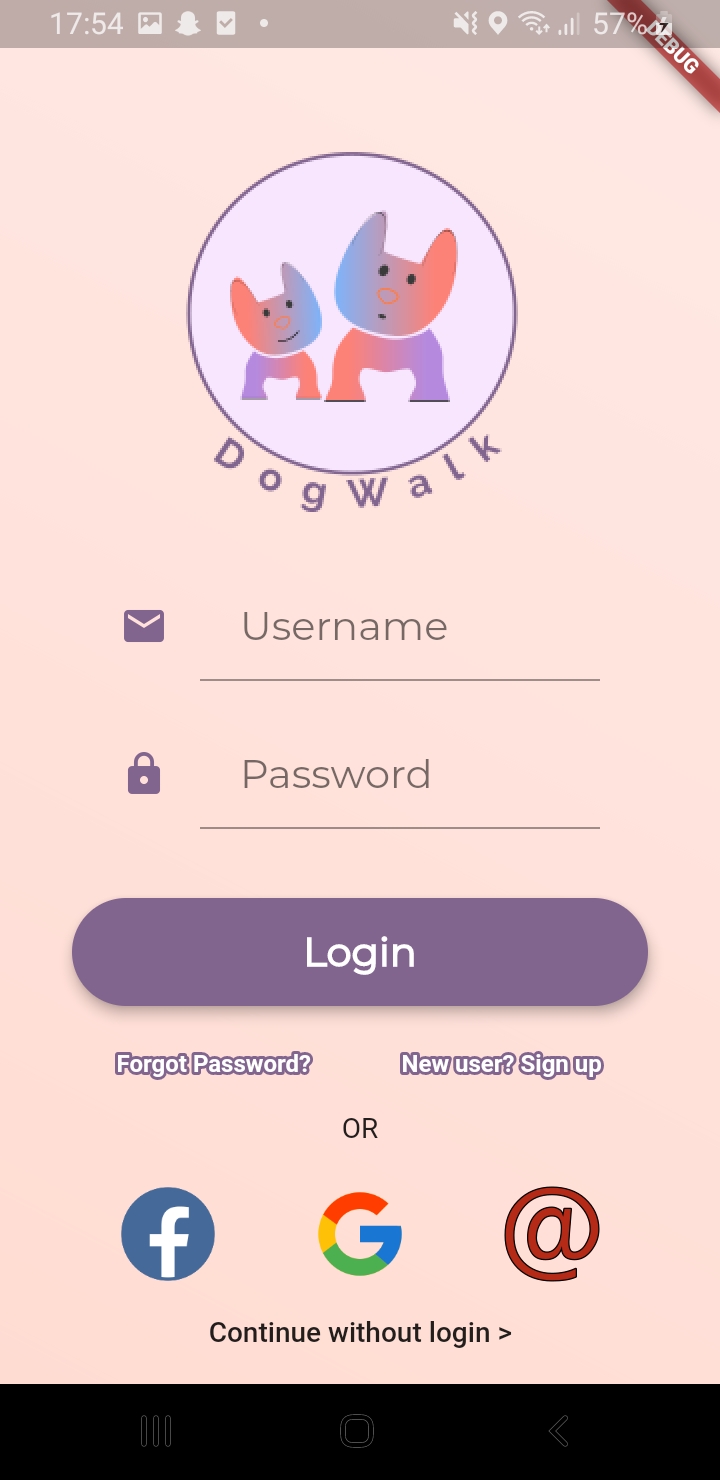 17:54 57%
DEBUG
DogWalk
Username
Password
Login
Forgot Password? New user? Sign up
OR
f G @
Continue without login >